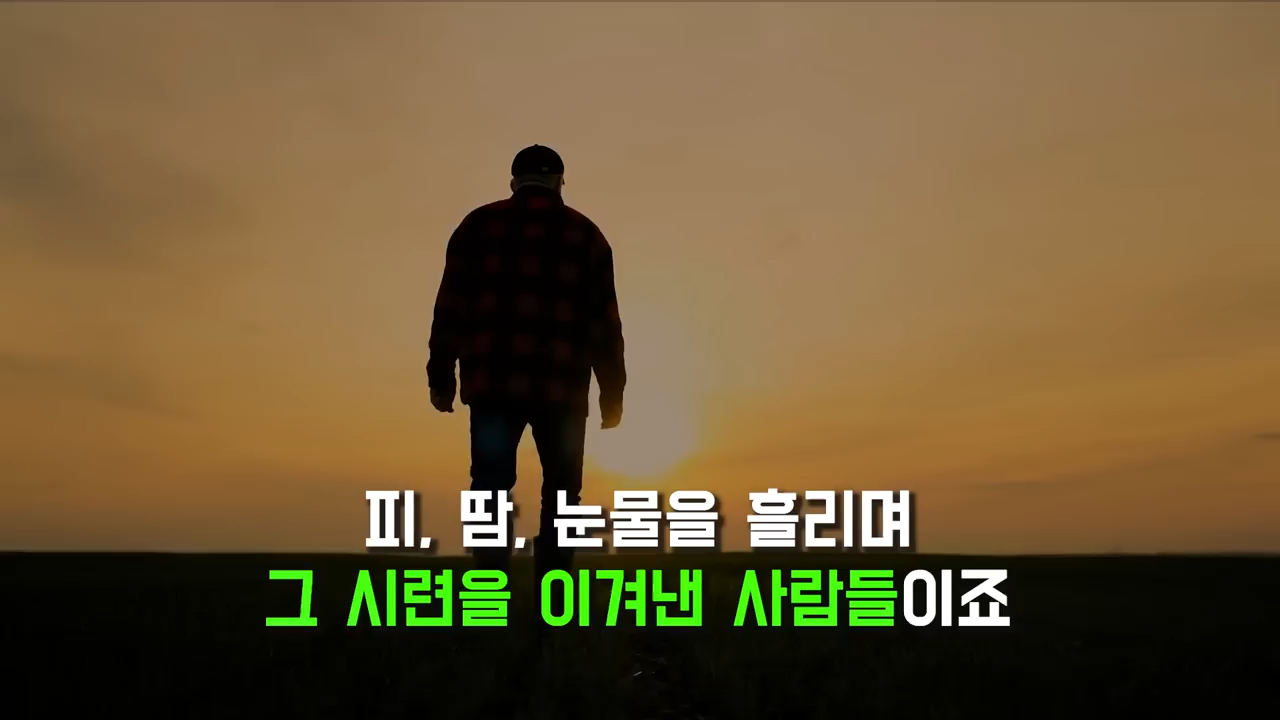 피, 땀, 눈물을 흘리며
그 시련을 이겨낸 사람들이죠